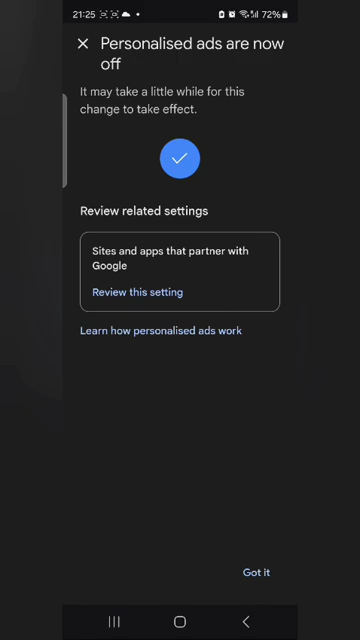 21:25
72%
Personalised ads are now
off
It may take a little while for this
change to take effect.
Review related settings
Sites and apps that partner with
Google
Review this setting
Learn how personalised ads work
Got it